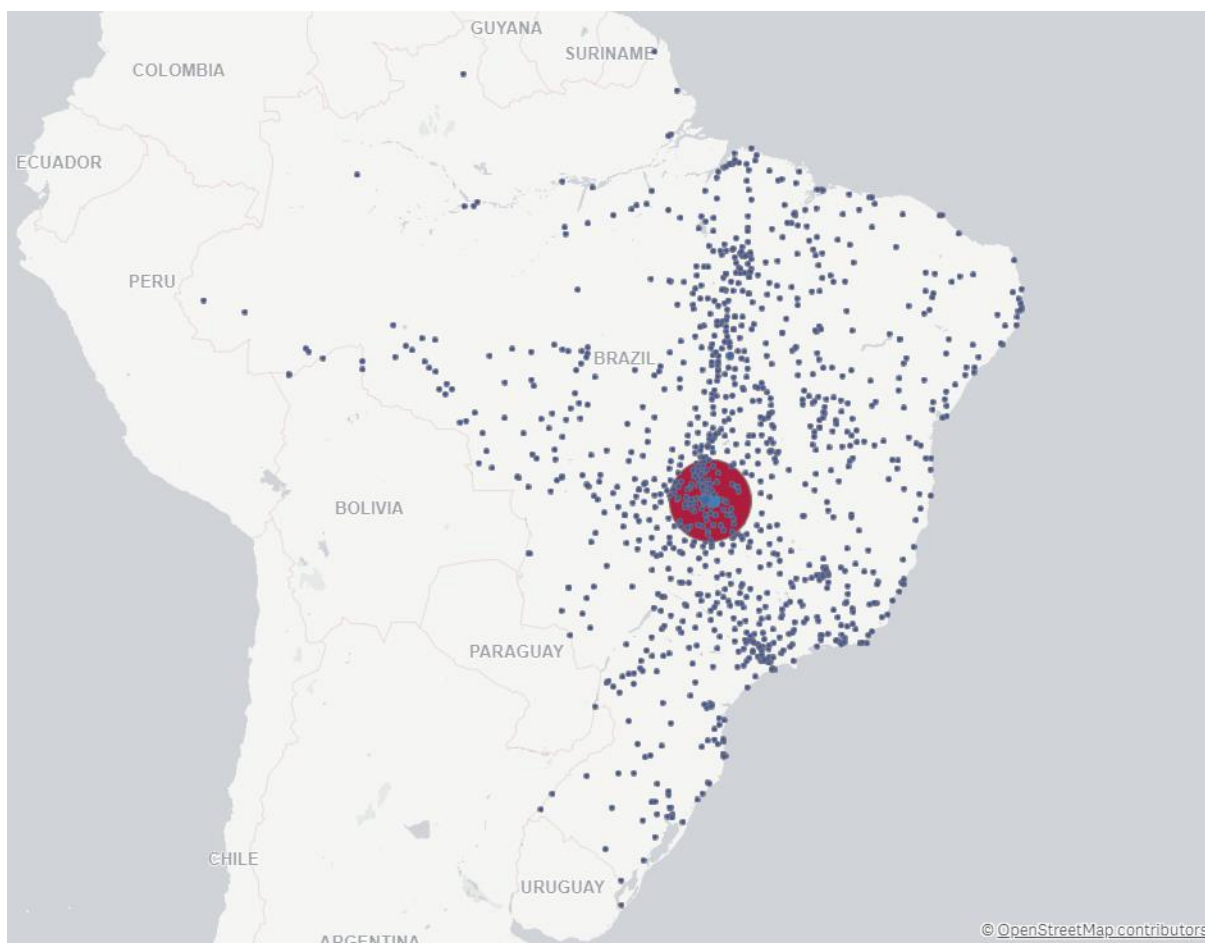 GUYANA
SURINAME
COLOMBIA
ECUADOR
PERU
BRAZIL
BOLIVIA
PARAGUAY
CHILE
URUGUAY
ARGENTINA
© OpenStreetMap contributors